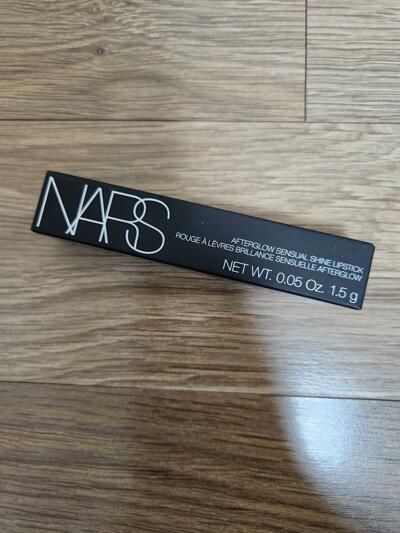 NARS
AFTERGLOW SENSUAL SHINE LIPSTICK
ROUGE À LÈVRES BRILLANCE SENSUELLE AFTERGLOW
NET WT. 0.05 Oz. 1.5 g